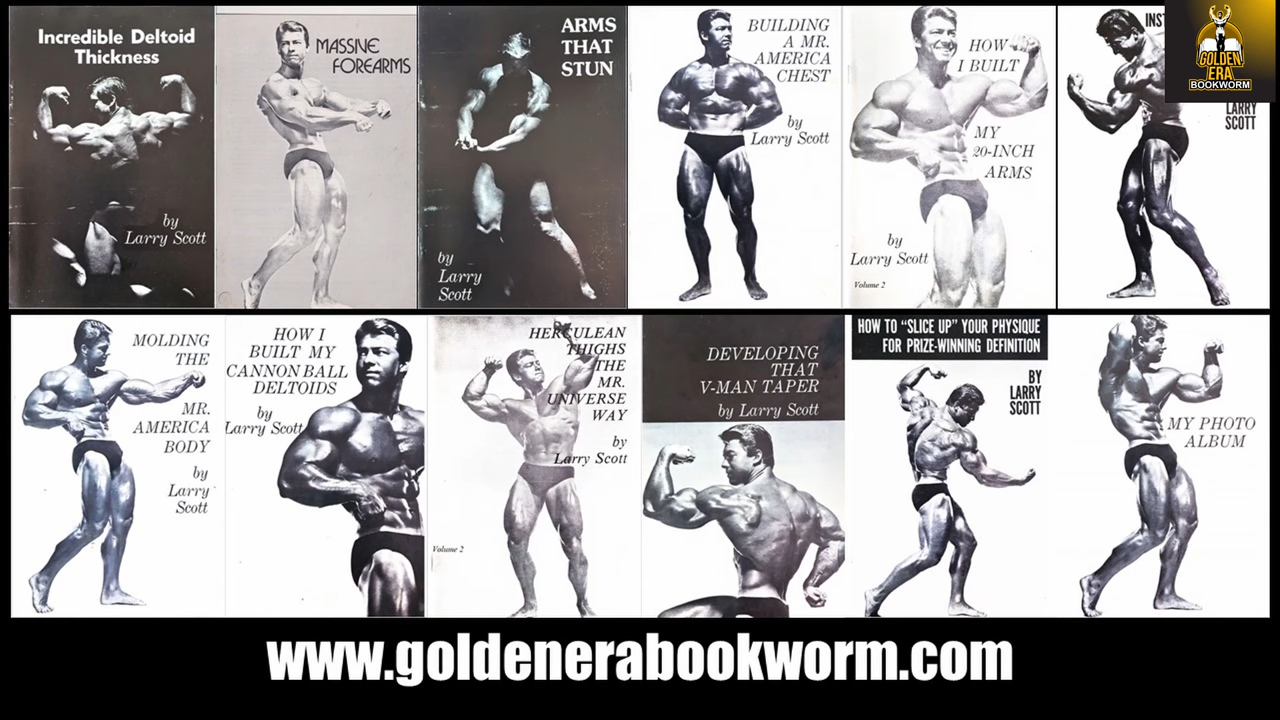 Incredible Deltoid
Thickness
by
Larry Scott
MASSIVE
FOREARMS
ARMS
THAT
STUN
by
Larry
Scott
BUILDING
A MR.
AMERICA
CHEST
by
Larry Scott
HOW
I BUILT
MY
20-INCH
ARMS
by
Larry Scott
Volume 2
LARRY
SCOTT
GOLDEN
ERA
BOOKWORM
MOLDING
THE
MR.
AMERICA
BODY
by
Larry
Scott
HOW I
BUILT MY
CANNON BALL
DELTOIDS
by
Larry Scott
HERCULEAN
THIGHS
THE
MR.
UNIVERSE
WAY
by
Larry Scott
Volume 2
DEVELOPING
THAT
V-MAN TAPER
by Larry Scott
HOW TO “SLICE UP” YOUR PHYSIQUE
FOR PRIZE-WINNING DEFINITION
BY
LARRY
SCOTT
MY PHOTO
ALBUM
www.goldenerabookworm.com